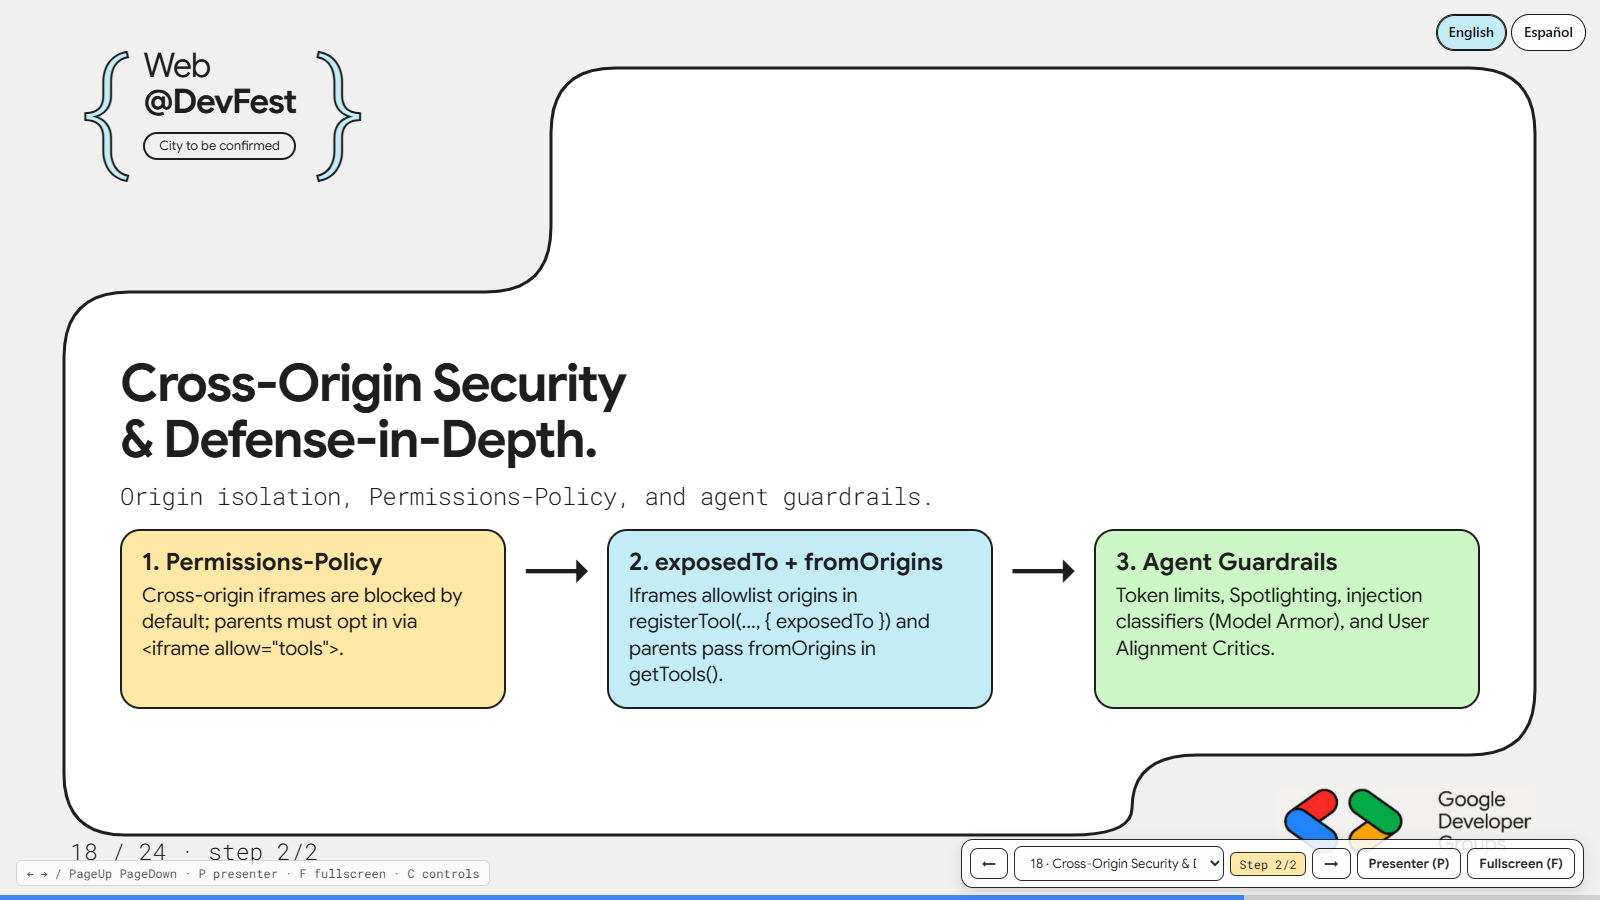 English
Español
Web
@DevFest
City to be confirmed
Cross-Origin Security
& Defense-in-Depth.
Origin isolation, Permissions-Policy, and agent guardrails.
1. Permissions-Policy
Cross-origin iframes are blocked by
default; parents must opt in via
<iframe allow="tools">.
2. exposedTo + fromOrigins
Iframes allowlist origins in
registerTool(..., { exposedTo }) and
parents pass fromOrigins in
getTools().
3. Agent Guardrails
Token limits, Spotlighting, injection
classifiers (Model Armor), and User
Alignment Critics.
Google
Developer
Groups
18 / 24 · step 2/2
← → / PageUp PageDown · P presenter · F fullscreen · C controls
←
18 · Cross-Origin Security & D
Step 2/2
→
Presenter (P)
Fullscreen (F)